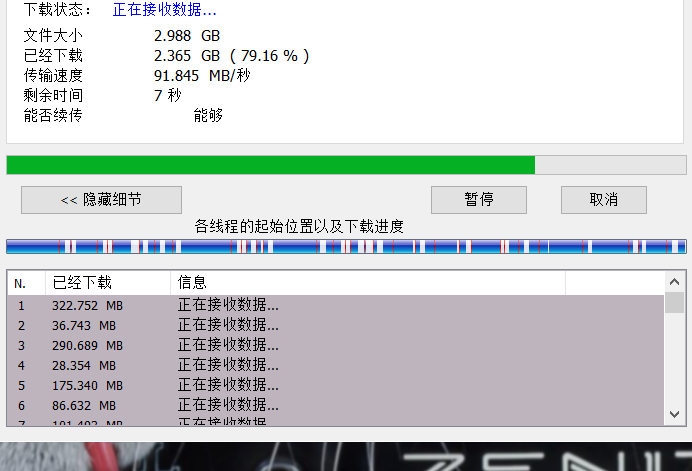 下载状态： 正在接收数据...
文件大小 2.988 GB
已经下载 2.365 GB ( 79.16 % )
传输速度 91.845 MB/秒
剩余时间 7 秒
能否续传 能够
<< 隐藏细节 暂停 取消
各线程的起始位置以及下载进度
N. 已经下载 信息
1 322.752 MB 正在接收数据...
2 36.743 MB 正在接收数据...
3 290.689 MB 正在接收数据...
4 28.354 MB 正在接收数据...
5 175.340 MB 正在接收数据...
6 86.632 MB 正在接收数据...
7 MB 正在接收数据...